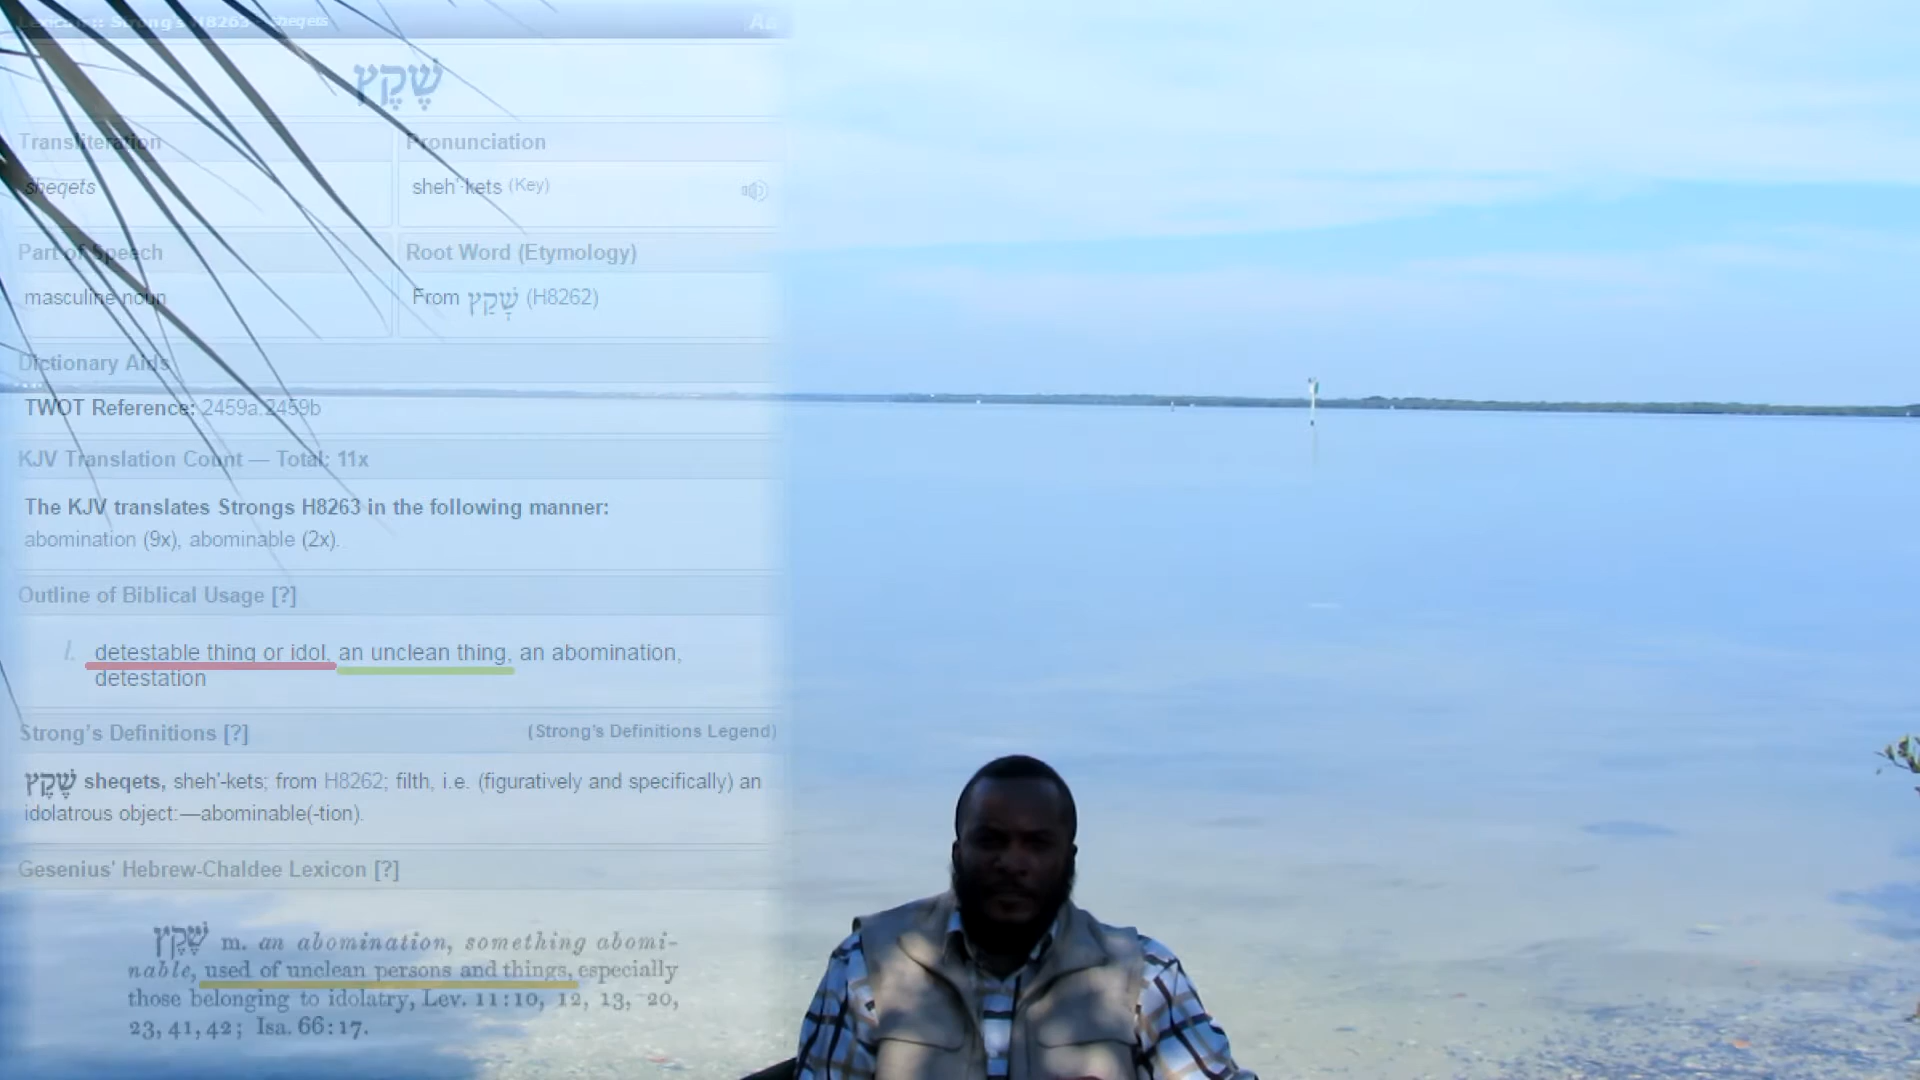 Lexicon :: Strong's H8263 - sheqets
Aa
שֶׁקֶץ
Transliteration
Pronunciation
sheqets
sheh'·kets (Key)
Part of Speech
Root Word (Etymology)
masculine noun
From שָׁקַץ (H8262)
Dictionary Aids
TWOT Reference: 2459a,2459b
KJV Translation Count — Total: 11x
The KJV translates Strongs H8263 in the following manner:
abomination (9x), abominable (2x).
Outline of Biblical Usage [?]
I. detestable thing or idol, an unclean thing, an abomination,
detestation
Strong's Definitions [?]
(Strong's Definitions Legend)
שֶׁקֶץ sheqets, sheh'-kets; from H8262; filth, i.e. (figuratively and specifically) an
idolatrous object:—abominable(-tion).
Gesenius' Hebrew-Chaldee Lexicon [?]
שֶׁקֶץ m. an abomination, something abomi-
nable, used of unclean persons and things, especially
those belonging to idolatry, Lev. 11:10, 12, 13, 20,
23, 41, 42; Isa. 66:17.